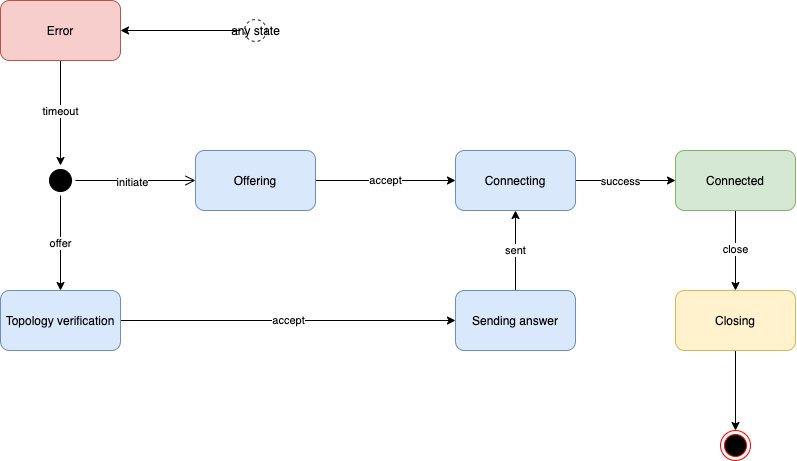 Error
any state
timeout
initiate
Offering
accept
Connecting
success
Connected
offer
sent
close
Topology verification
accept
Sending answer
Closing